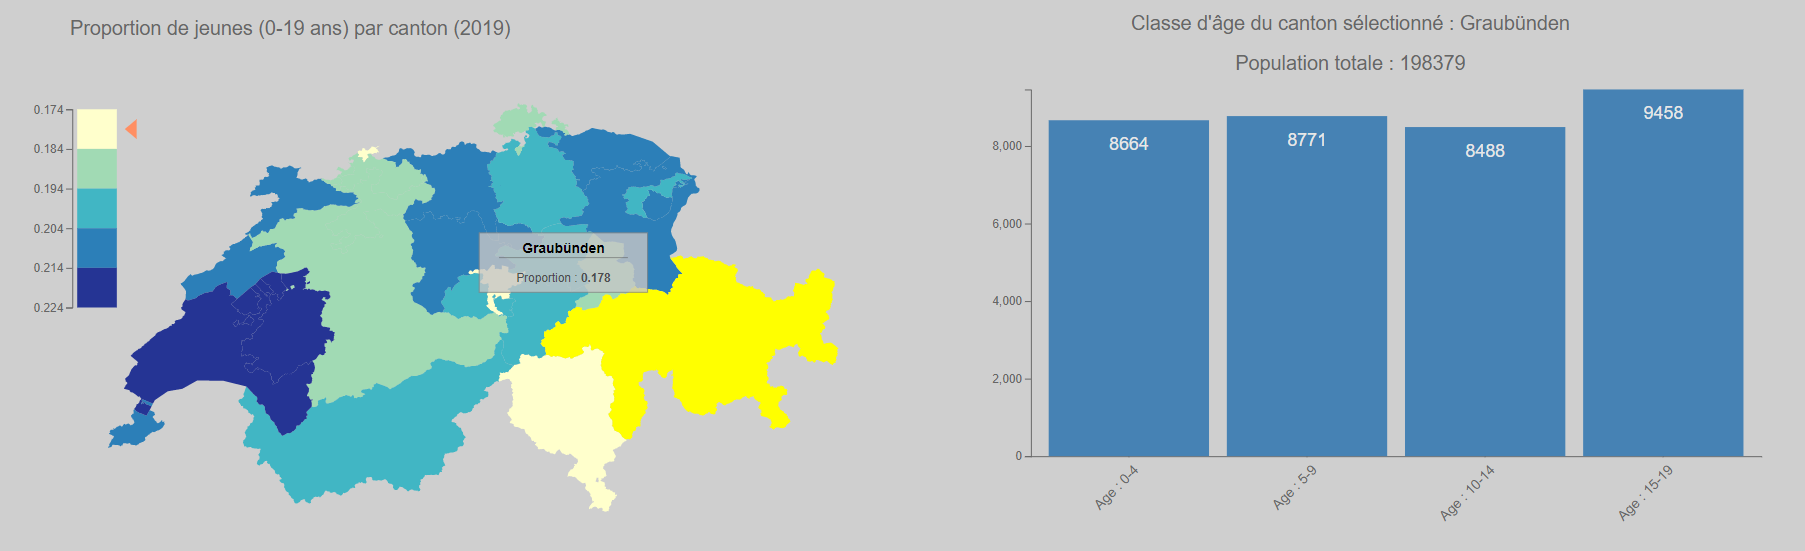 Proportion de jeunes (0-19 ans) par canton (2019)
0.174
0.184
0.194
0.204
0.214
0.224
Graubünden
Proportion : 0.178
Classe d'âge du canton sélectionné : Graubünden
Population totale : 198379
8,000
6,000
4,000
2,000
0
8664
8771
8488
9458
Age : 0-4
Age : 5-9
Age : 10-14
Age : 15-19